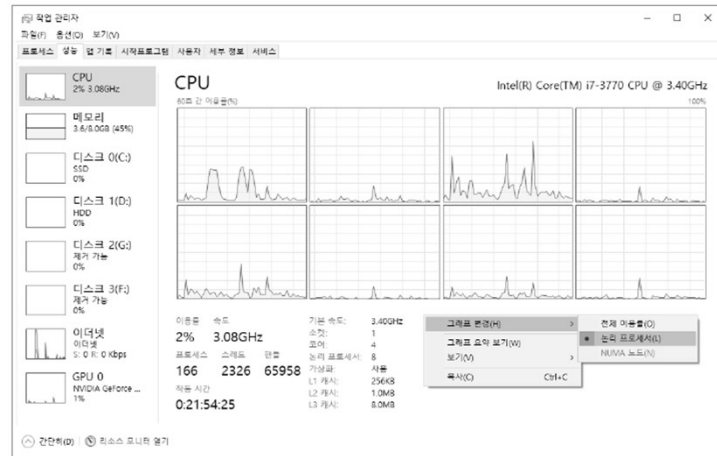 작업 관리자
파일(F) 옵션(O) 보기(V)
프로세스 성능 앱 기록 시작프로그램 사용자 세부 정보 서비스
CPU
2% 3.08GHz
메모리
3.6/8.0GB (45%)
디스크 0(C:)
SSD
0%
디스크 1(D:)
HDD
0%
디스크 2(G:)
제거 가능
0%
디스크 3(F:)
제거 가능
0%
이더넷
이더넷
S: 0 R: 0 Kbps
GPU 0
NVIDIA GeForce ...
1%
CPU
Intel(R) Core(TM) i7-3770 CPU @ 3.40GHz
60초 간 이용률(%)
100%
이용률 속도
2% 3.08GHz
프로세스 스레드 핸들
166 2326 65958
작동 시간
0:21:54:25
기본 속도: 3.40GHz
소켓: 1
코어: 4
논리 프로세서: 8
가상화: 사용
L1 캐시: 256KB
L2 캐시: 1.0MB
L3 캐시: 8.0MB
그래프 변경(H) >
그래프 요약 보기(W)
보기(V) >
복사(C) Ctrl+C
전체 이용률(O)
논리 프로세서(L)
NUMA 노드(N)
간단히(D) 리소스 모니터 열기